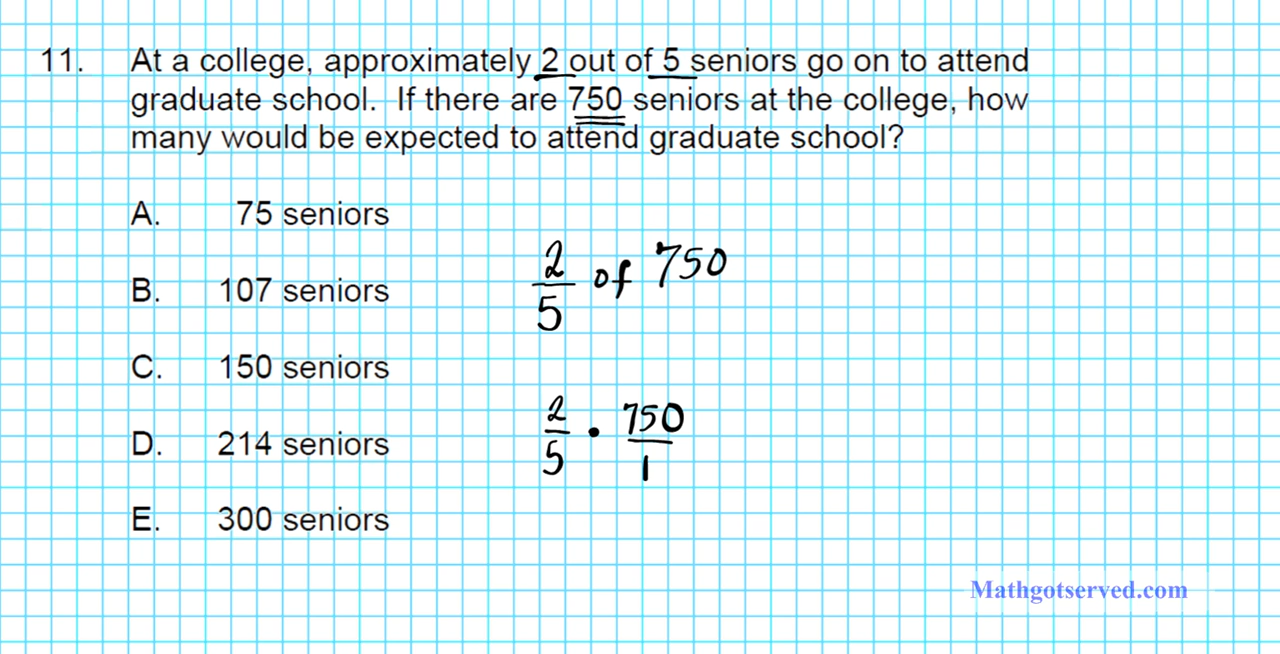 11. At a college, approximately 2 out of 5 seniors go on to attend
graduate school. If there are 750 seniors at the college, how
many would be expected to attend graduate school?
A. 75 seniors
B. 107 seniors
C. 150 seniors
D. 214 seniors
E. 300 seniors
2/5 of 750
2/5 · 750/1
Mathgotserved.com